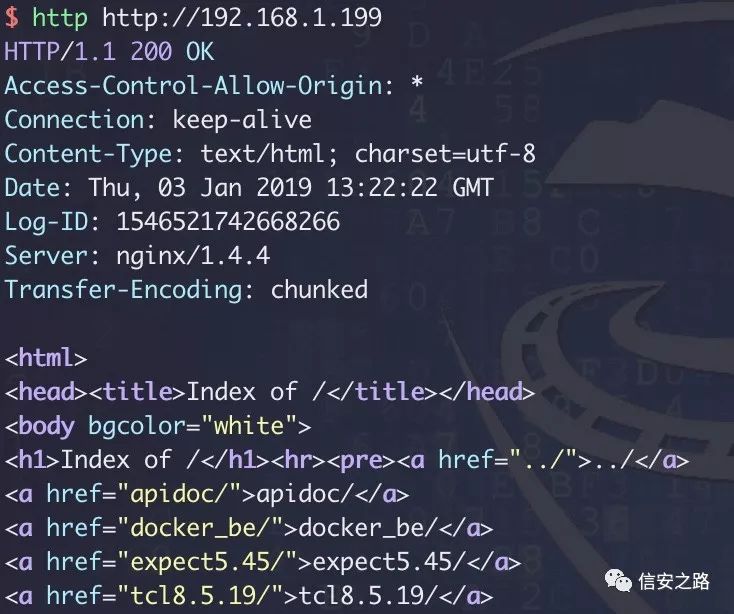 $ http http://192.168.1.199
HTTP/1.1 200 OK
Access-Control-Allow-Origin: *
Connection: keep-alive
Content-Type: text/html; charset=utf-8
Date: Thu, 03 Jan 2019 13:22:22 GMT
Log-ID: 1546521742668266
Server: nginx/1.4.4
Transfer-Encoding: chunked

<html>
<head><title>Index of /</title></head>
<body bgcolor="white">
<h1>Index of /</h1><hr><pre><a href="../">../</a>
<a href="apidoc/">apidoc/</a>
<a href="docker_be/">docker_be/</a>
<a href="expect5.45/">expect5.45/</a>
<a href="tcl8.5.19/">tcl8.5.19/</a>
信安之路